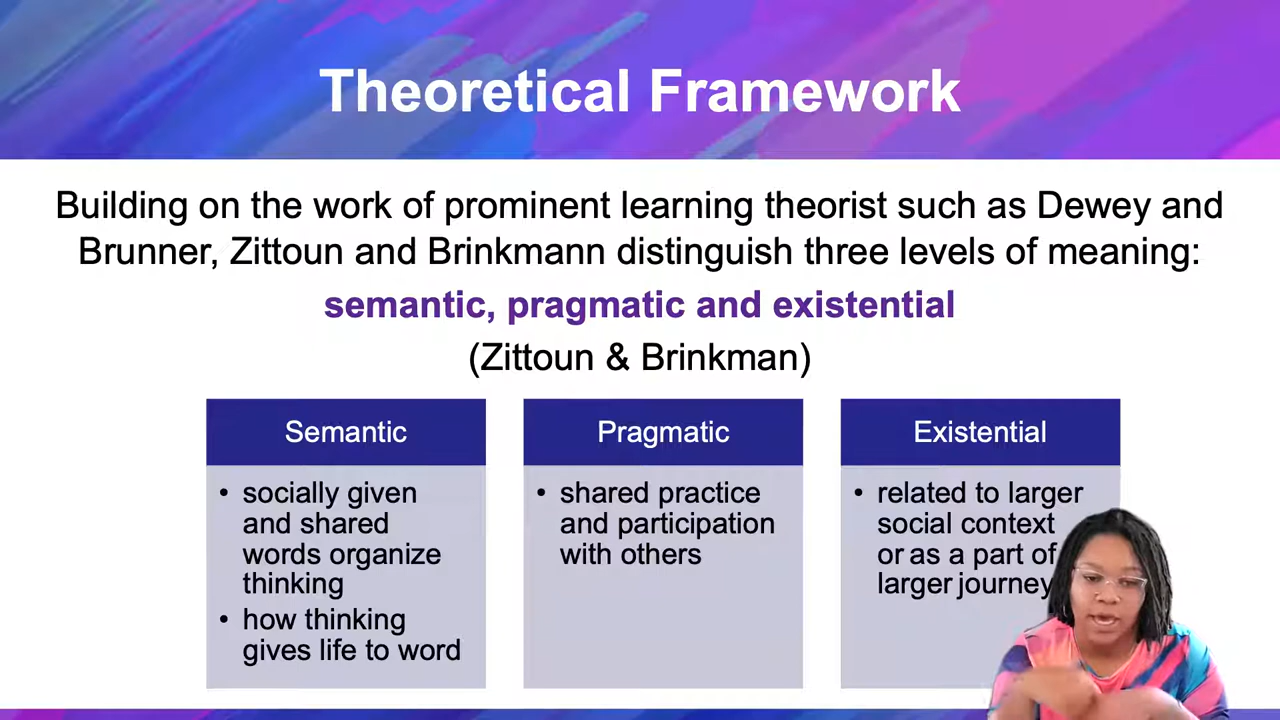 Theoretical Framework
Building on the work of prominent learning theorist such as Dewey and
Brunner, Zittoun and Brinkmann distinguish three levels of meaning:
semantic, pragmatic and existential
(Zittoun & Brinkman)
Semantic
• socially given
and shared
words organize
thinking
• how thinking
gives life to word
Pragmatic
• shared practice
and participation
with others
Existential
• related to larger
social context
or as a part of
larger journey